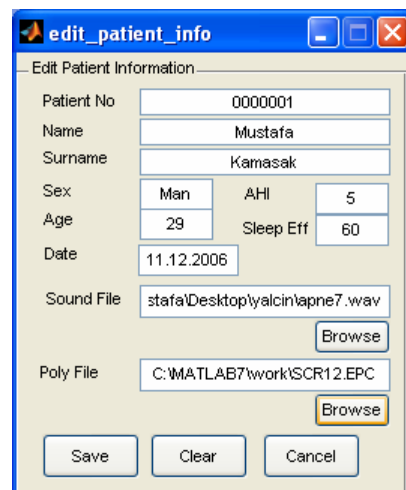 edit_patient_info
Edit Patient Information
Patient No 0000001
Name Mustafa
Surname Kamasak
Sex Man AHI 5
Age 29 Sleep Eff 60
Date 11.12.2006
Sound File stafa\Desktop\yalcin\apne7.wav
Browse
Poly File C:\MATLAB7\work\SCR12.EPC
Browse
Save Clear Cancel